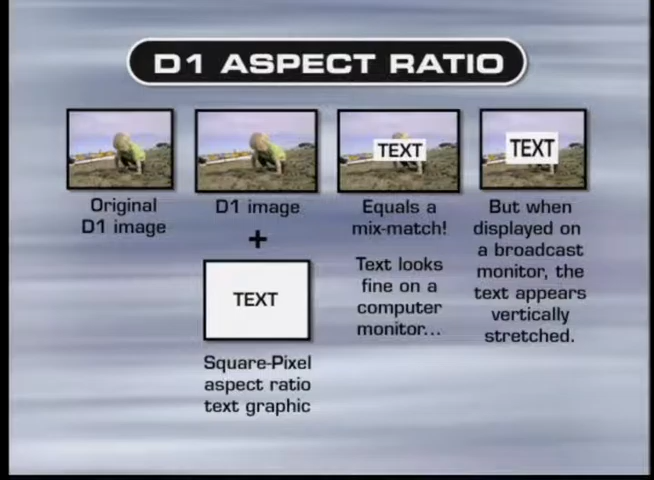 D1 ASPECT RATIO
Original
D1 image
D1 image
+
TEXT
Square-Pixel
aspect ratio
text graphic
TEXT
Equals a
mix-match!
Text looks
fine on a
computer
monitor...
TEXT
But when
displayed on
a broadcast
monitor, the
text appears
vertically
stretched.